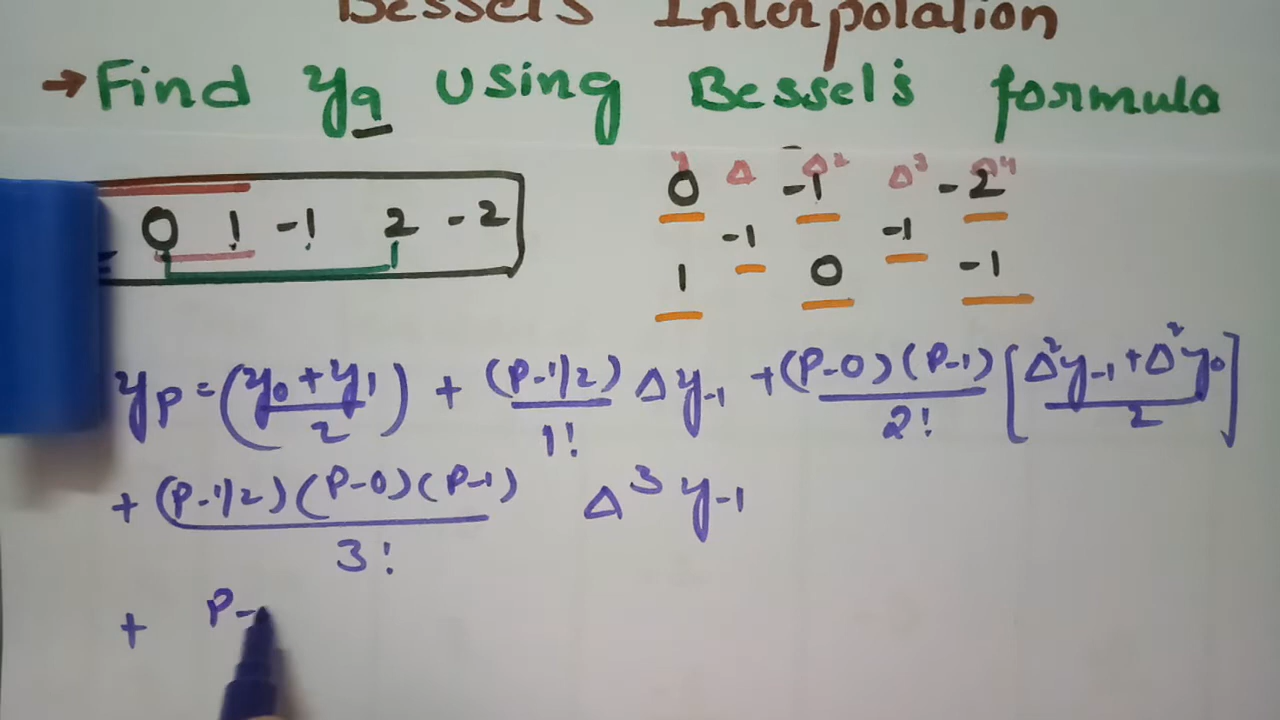 Bessel's Interpolation
→ Find y₉ using Bessel's formula
y Δ Δ² Δ³ Δ⁴
0 -1 -2
0 1 -1 2 -2
-1 -1
1 0 -1
yp = (y₀ + y₁ / 2) + (P-1/2) / 1! Δy₋₁ + (P-0)(P-1) / 2! [Δ²y₋₁ + Δ²y₀ / 2]
+ (P-1/2)(P-0)(P-1) / 3! Δ³y₋₁
+ P-